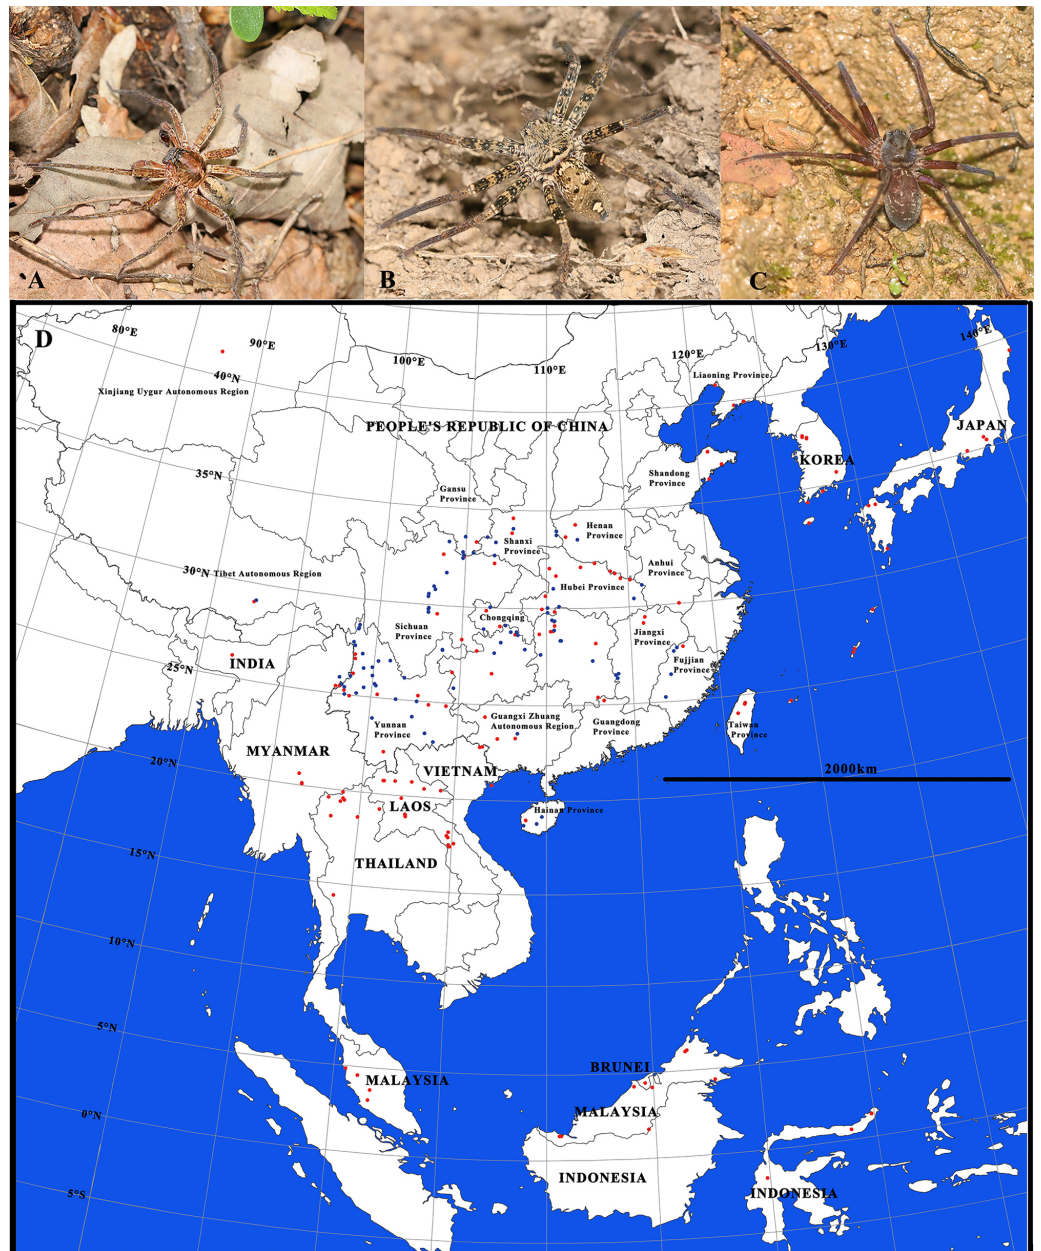 A
B
C
D
80°E
90°E
100°E
110°E
120°E
130°E
140°E
40°N
Xinjiang Uygur Autonomous Region
Liaoning Province
PEOPLE'S REPUBLIC OF CHINA
JAPAN
KOREA
35°N
Gansu
Province
Shandong
Province
Shanxi
Province
Henan
Province
30°N
Tibet Autonomous Region
Anhui
Province
Hubei Province
Sichuan
Province
Chongqing
Jiangxi
Province
INDIA
25°N
Fujjian
Province
Yunnan
Province
Guangxi Zhuang
Autonomous Region
Guangdong
Province
Taiwan
Province
MYANMAR
20°N
VIETNAM
2000km
LAOS
Hainan Province
15°N
THAILAND
10°N
5°N
BRUNEI
MALAYSIA
MALAYSIA
0°N
INDONESIA
INDONESIA
5°S